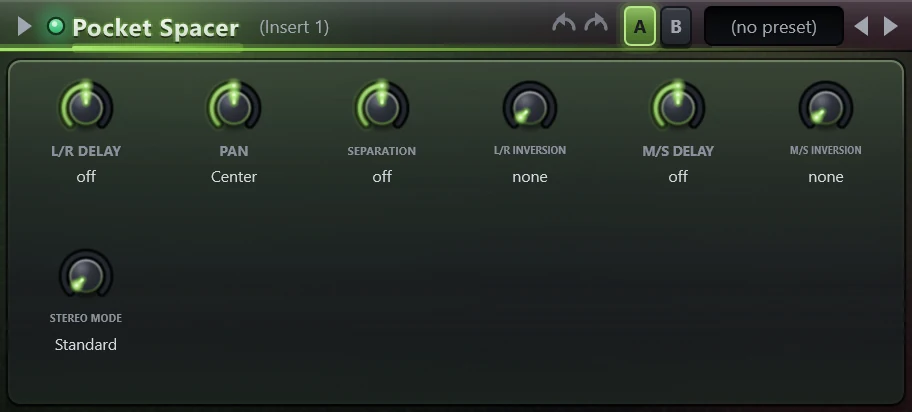 Pocket Spacer (Insert 1) A B (no preset)
L/R DELAY PAN SEPARATION L/R INVERSION M/S DELAY M/S INVERSION
off Center off none off none
STEREO MODE
Standard